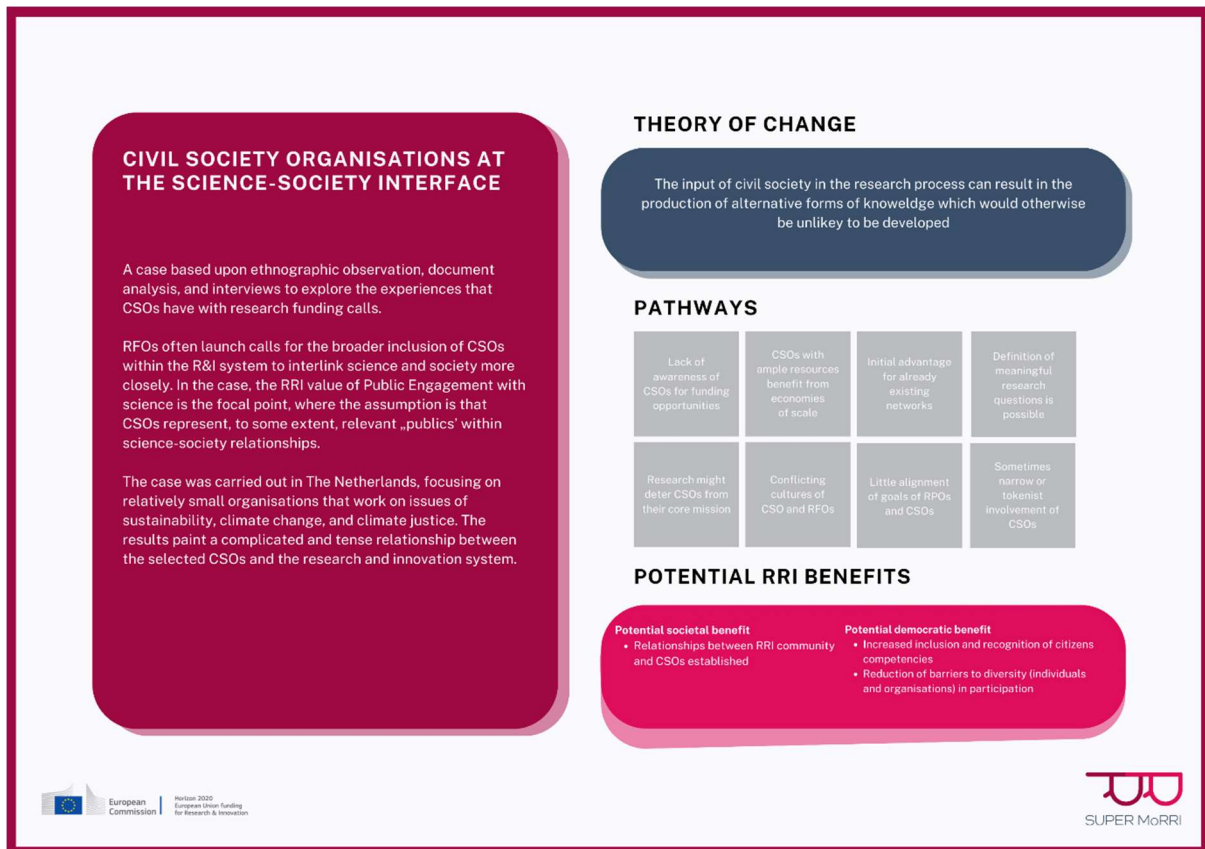 CIVIL SOCIETY ORGANISATIONS AT
THE SCIENCE-SOCIETY INTERFACE
A case based upon ethnographic observation, document
analysis, and interviews to explore the experiences that
CSOs have with research funding calls.
RFOs often launch calls for the broader inclusion of CSOs
within the R&I system to interlink science and society more
closely. In the case, the RRI value of Public Engagement with
science is the focal point, where the assumption is that
CSOs represent, to some extent, relevant „publics’ within
science-society relationships.
The case was carried out in The Netherlands, focusing on
relatively small organisations that work on issues of
sustainability, climate change, and climate justice. The
results paint a complicated and tense relationship between
the selected CSOs and the research and innovation system.
THEORY OF CHANGE
The input of civil society in the research process can result in the
production of alternative forms of knoweldge which would otherwise
be unlikey to be developed
PATHWAYS
Lack of
awareness of
CSOs for funding
opportunities
CSOs with
ample resources
benefit from
economies
of scale
Initial advantage
for already
existing
networks
Definition of
meaningful
research
questions is
possible
Research might
deter CSOs from
their core mission
Conflicting
cultures of
CSO and RFOs
Little alignment
of goals of RPOs
and CSOs
Sometimes
narrow or
tokenist
involvement of
CSOs
POTENTIAL RRI BENEFITS
Potential societal benefit
• Relationships between RRI community
and CSOs established
Potential democratic benefit
• Increased inclusion and recognition of citizens
competencies
• Reduction of barriers to diversity (individuals
and organisations) in participation
European
Commission
Horizon 2020
European Union funding
for Research & Innovation
SUPER MoRRI